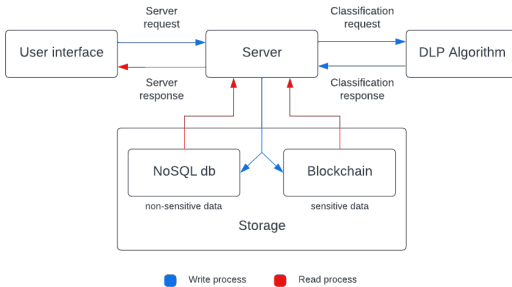 Server
request
Classification
request
User interface
Server
DLP Algorithm
Server
response
Classification
response
NoSQL db
Blockchain
non-sensitive data
sensitive data
Storage
Write process
Read process